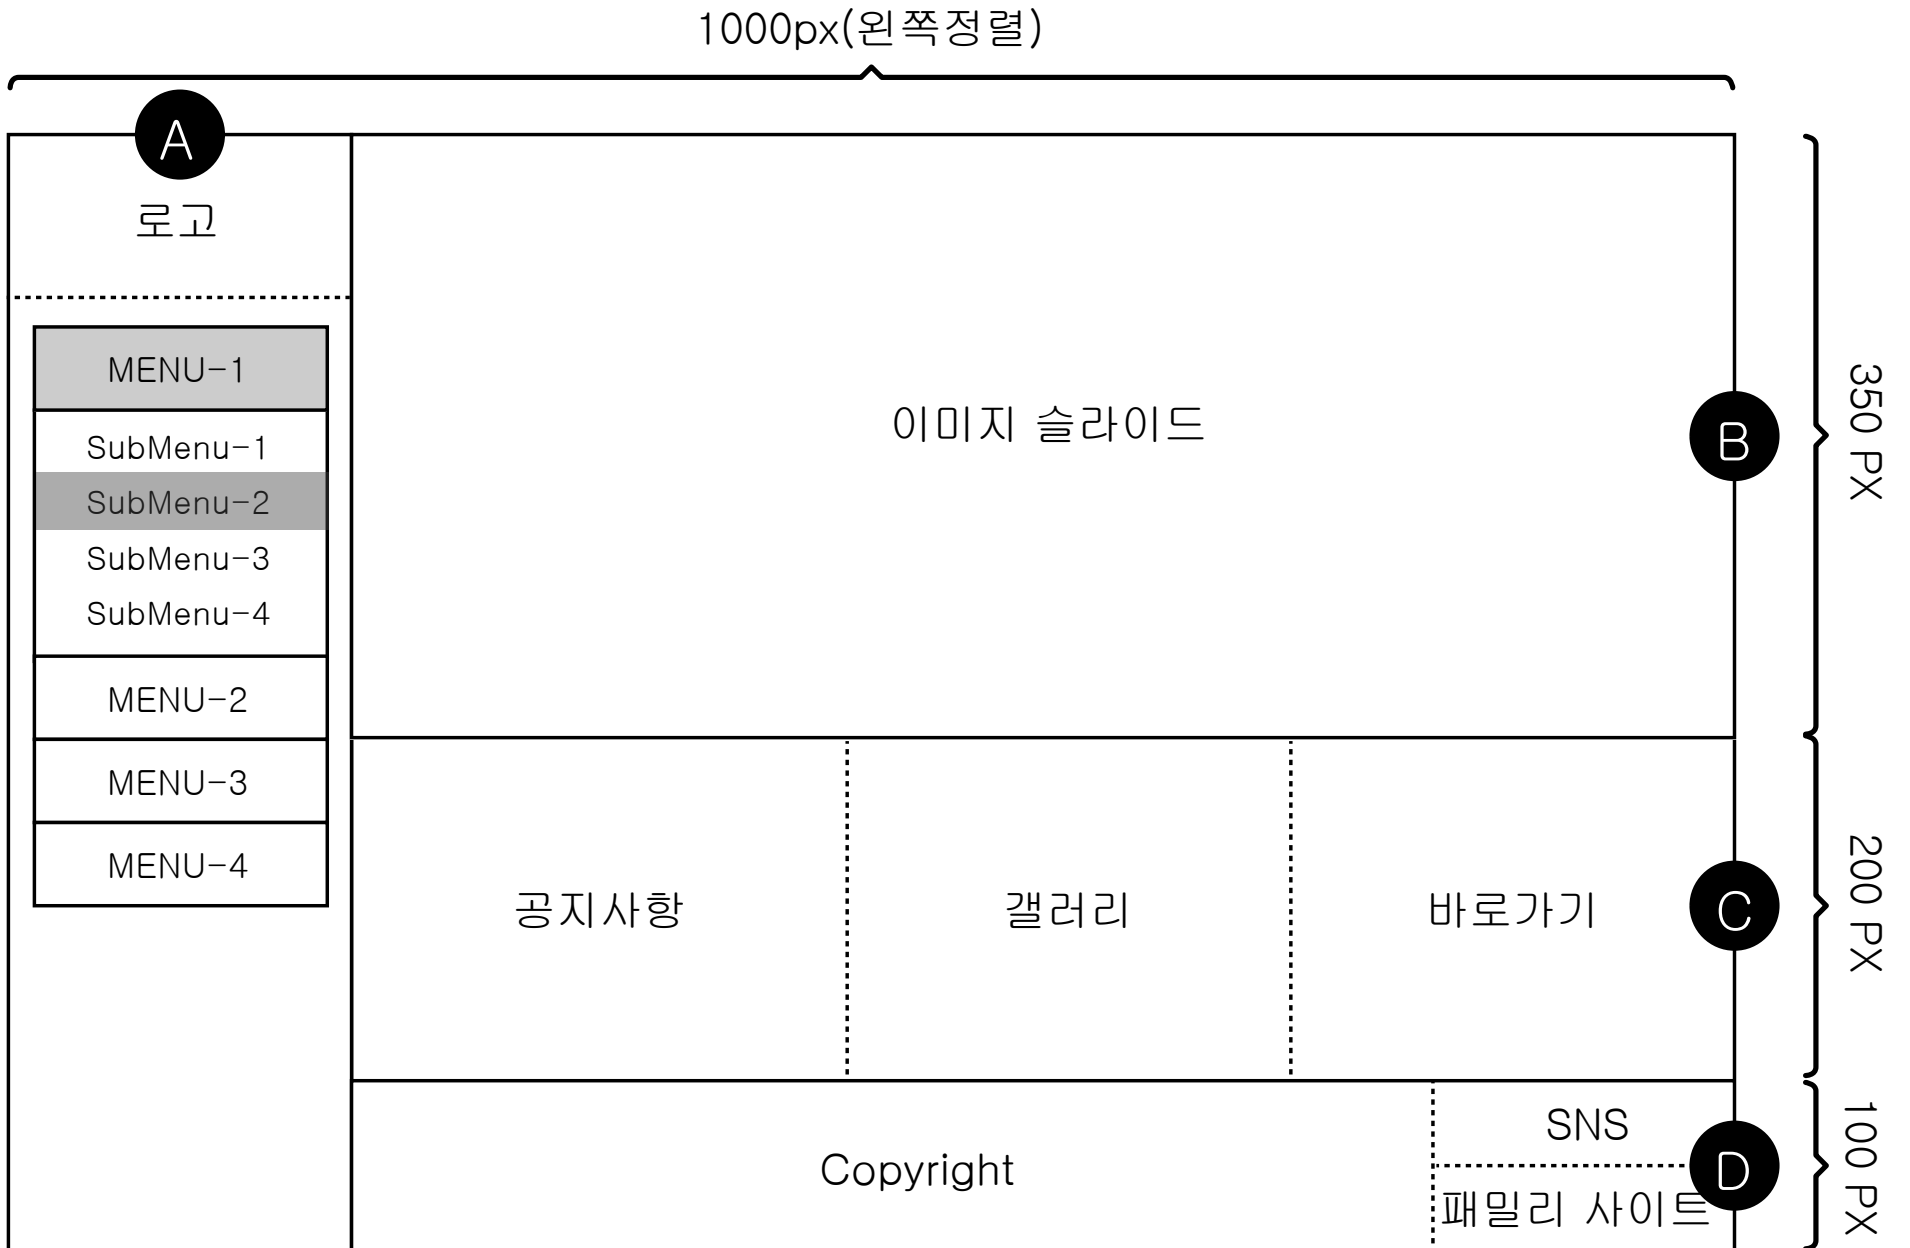 1000px(왼쪽정렬)
A
로고
MENU-1
SubMenu-1
SubMenu-2
SubMenu-3
SubMenu-4
MENU-2
MENU-3
MENU-4
이미지 슬라이드
B
350 PX
공지사항
갤러리
바로가기
C
200 PX
Copyright
SNS
패밀리 사이트
D
100 PX